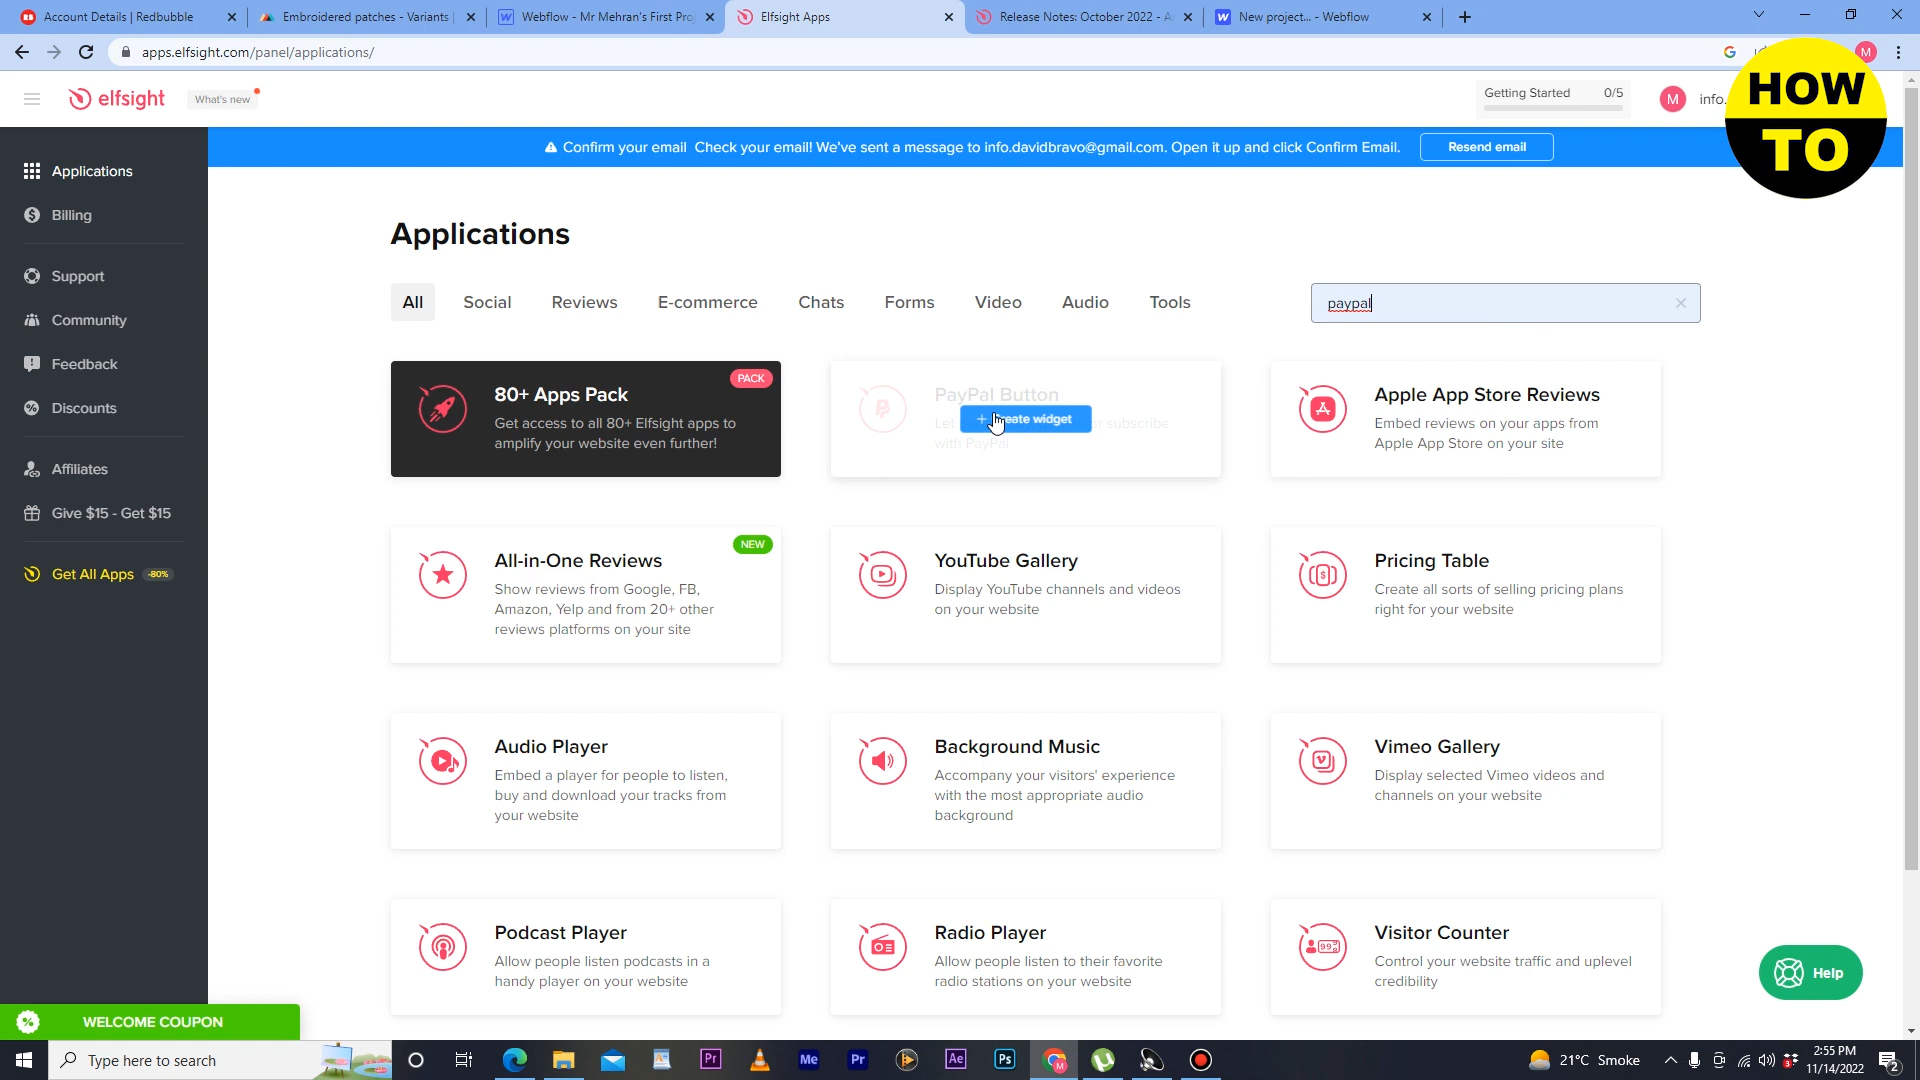 Account Details | Redbubble
Embroidered patches - Variants
Webflow - Mr Mehran's First Pro
Elfsight Apps
Release Notes: October 2022 - A
New project... - Webflow
apps.elfsight.com/panel/applications/
M
elfsight
What's new
Getting Started 0/5
M info.
HOW
TO
Confirm your email Check your email! We've sent a message to info.davidbravo@gmail.com. Open it up and click Confirm Email.
Resend email
Applications
Billing
Support
Community
Feedback
Discounts
Affiliates
Give $15 - Get $15
Get All Apps -80%
WELCOME COUPON
Applications
All Social Reviews E-commerce Chats Forms Video Audio Tools
paypal
PACK
80+ Apps Pack
Get access to all 80+ Elfsight apps to
amplify your website even further!
PayPal Button
Let or subscribe
with PayPal
+ reate widget
Apple App Store Reviews
Embed reviews on your apps from
Apple App Store on your site
NEW
All-in-One Reviews
Show reviews from Google, FB,
Amazon, Yelp and from 20+ other
reviews platforms on your site
YouTube Gallery
Display YouTube channels and videos
on your website
Pricing Table
Create all sorts of selling pricing plans
right for your website
Audio Player
Embed a player for people to listen,
buy and download your tracks from
your website
Background Music
Accompany your visitors' experience
with the most appropriate audio
background
Vimeo Gallery
Display selected Vimeo videos and
channels on your website
Podcast Player
Allow people listen podcasts in a
handy player on your website
Radio Player
Allow people listen to their favorite
radio stations on your website
Visitor Counter
Control your website traffic and uplevel
credibility
Help
Type here to search
Pr
Me
Pr
Ae
Ps
21°C Smoke
2:55 PM
11/14/2022
2